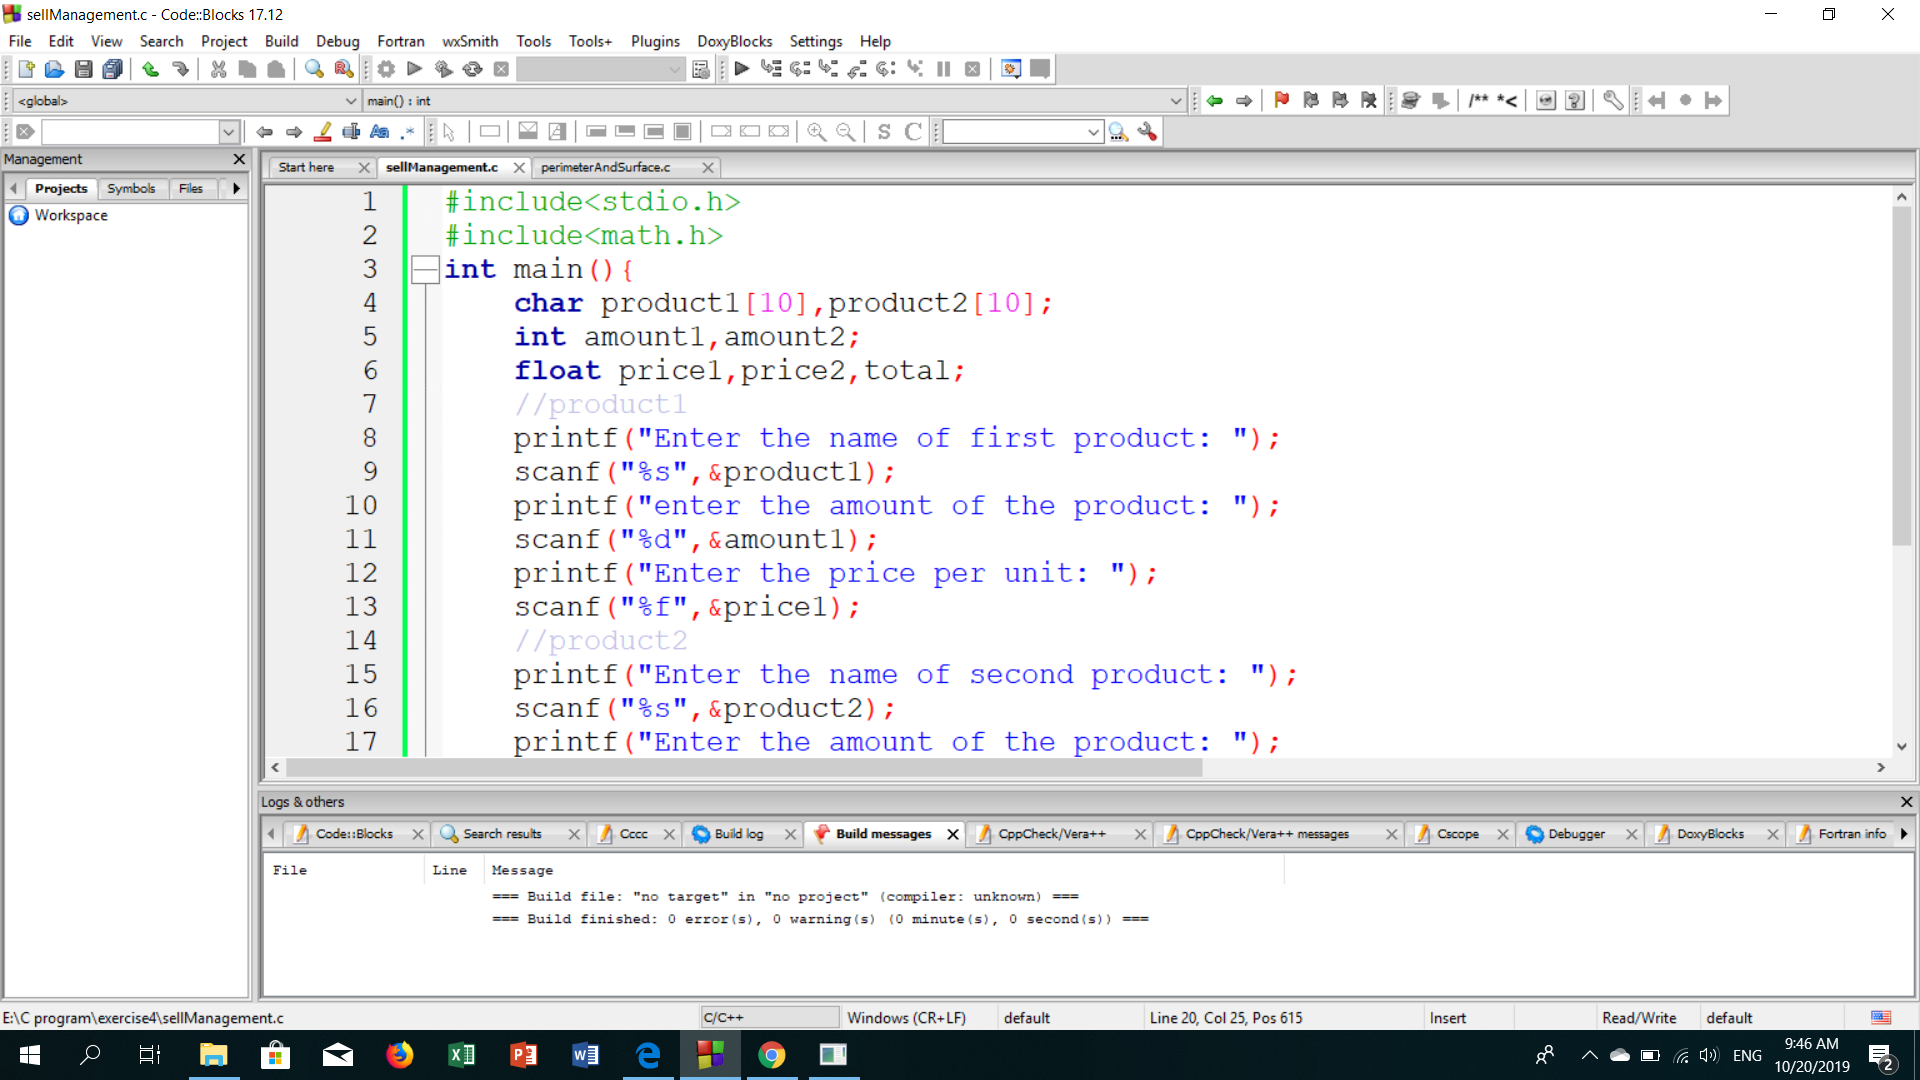 sellManagement.c - Code::Blocks 17.12
File Edit View Search Project Build Debug Fortran wxSmith Tools Tools+ Plugins DoxyBlocks Settings Help
<global> main() : int
/** *<
Aa .*
S C
Management
Projects Symbols Files
Workspace
Start here sellManagement.c perimeterAndSurface.c
1 #include<stdio.h>
2 #include<math.h>
3 int main(){
4 char product1[10],product2[10];
5 int amount1,amount2;
6 float price1,price2,total;
7 //product1
8 printf("Enter the name of first product: ");
9 scanf("%s",&product1);
10 printf("enter the amount of the product: ");
11 scanf("%d",&amount1);
12 printf("Enter the price per unit: ");
13 scanf("%f",&price1);
14 //product2
15 printf("Enter the name of second product: ");
16 scanf("%s",&product2);
17 printf("Enter the amount of the product: ");
Logs & others
Code::Blocks Search results Cccc Build log Build messages CppCheck/Vera++ CppCheck/Vera++ messages Cscope Debugger DoxyBlocks Fortran info
File Line Message
=== Build file: "no target" in "no project" (compiler: unknown) ===
=== Build finished: 0 error(s), 0 warning(s) (0 minute(s), 0 second(s)) ===
E:\C program\exercise4\sellManagement.c C/C++ Windows (CR+LF) default Line 20, Col 25, Pos 615 Insert Read/Write default
ENG
9:46 AM
10/20/2019
2